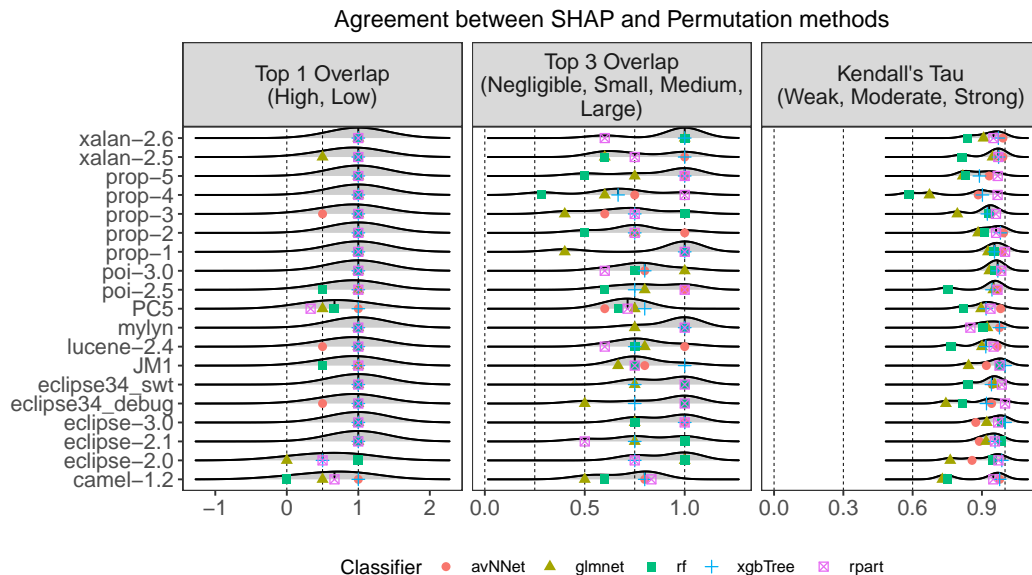 Agreement between SHAP and Permutation methods
Top 1 Overlap
(High, Low)
Top 3 Overlap
(Negligible, Small, Medium,
Large)
Kendall's Tau
(Weak, Moderate, Strong)
xalan−2.6
xalan−2.5
prop−5
prop−4
prop−3
prop−2
prop−1
poi−3.0
poi−2.5
PC5
mylyn
lucene−2.4
JM1
eclipse34_swt
eclipse34_debug
eclipse−3.0
eclipse−2.1
eclipse−2.0
camel−1.2
−1 0 1 2
0.0 0.5 1.0
0.0 0.3 0.6 0.9
Classifier avNNet glmnet rf xgbTree rpart